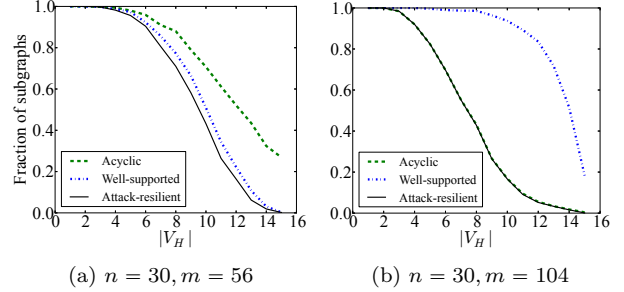 Fraction of subgraphs
1.0
0.8
0.6
0.4
0.2
0.0
0 2 4 6 8 10 12 14 16
|V_H|
Acyclic
Well-supported
Attack-resilient
(a) n = 30, m = 56
1.0
0.8
0.6
0.4
0.2
0.0
0 2 4 6 8 10 12 14 16
|V_H|
Acyclic
Well-supported
Attack-resilient
(b) n = 30, m = 104